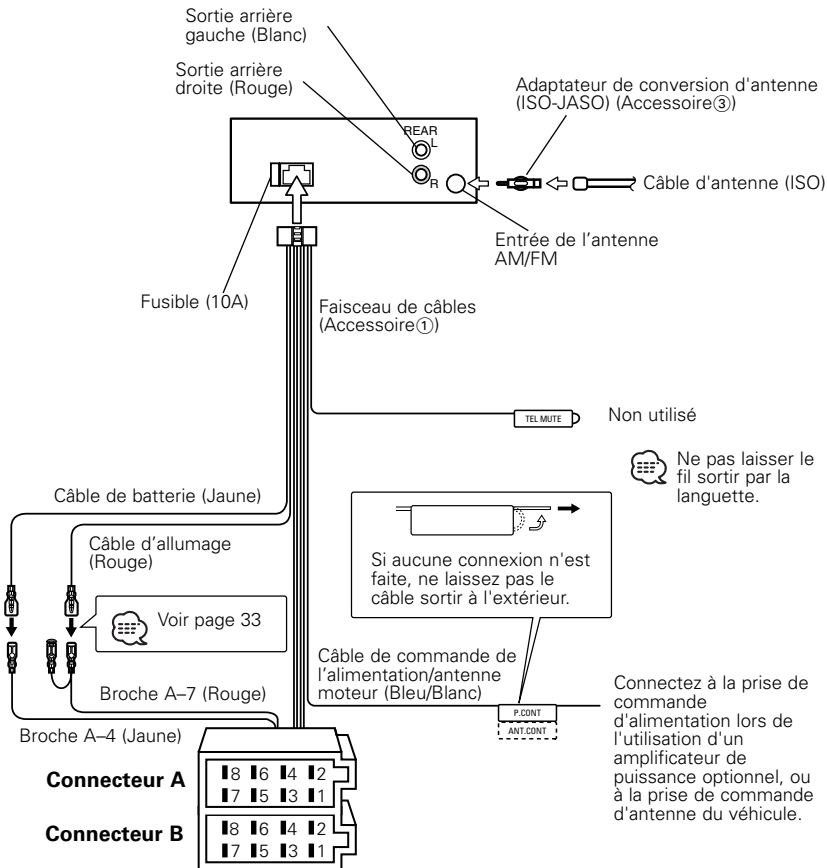 Sortie arrière
gauche (Blanc)
Sortie arrière
droite (Rouge)
Adaptateur de conversion d'antenne
(ISO-JASO) (Accessoire③)
REAR
L
R
Câble d'antenne (ISO)
Entrée de l'antenne
AM/FM
Fusible (10A)
Faisceau de câbles
(Accessoire①)
TEL MUTE
Non utilisé
Ne pas laisser le
fil sortir par la
languette.
Câble de batterie (Jaune)
Câble d'allumage
(Rouge)
Si aucune connexion n'est
faite, ne laissez pas le
câble sortir à l'extérieur.
Voir page 33
Câble de commande de
l'alimentation/antenne
moteur (Bleu/Blanc)
P.CONT
ANT.CONT
Connectez à la prise de
commande
d'alimentation lors de
l'utilisation d'un
amplificateur de
puissance optionnel, ou
à la prise de commande
d'antenne du véhicule.
Broche A–7 (Rouge)
Broche A–4 (Jaune)
Connecteur A
8 6 4 2
7 5 3 1
Connecteur B
8 6 4 2
7 5 3 1